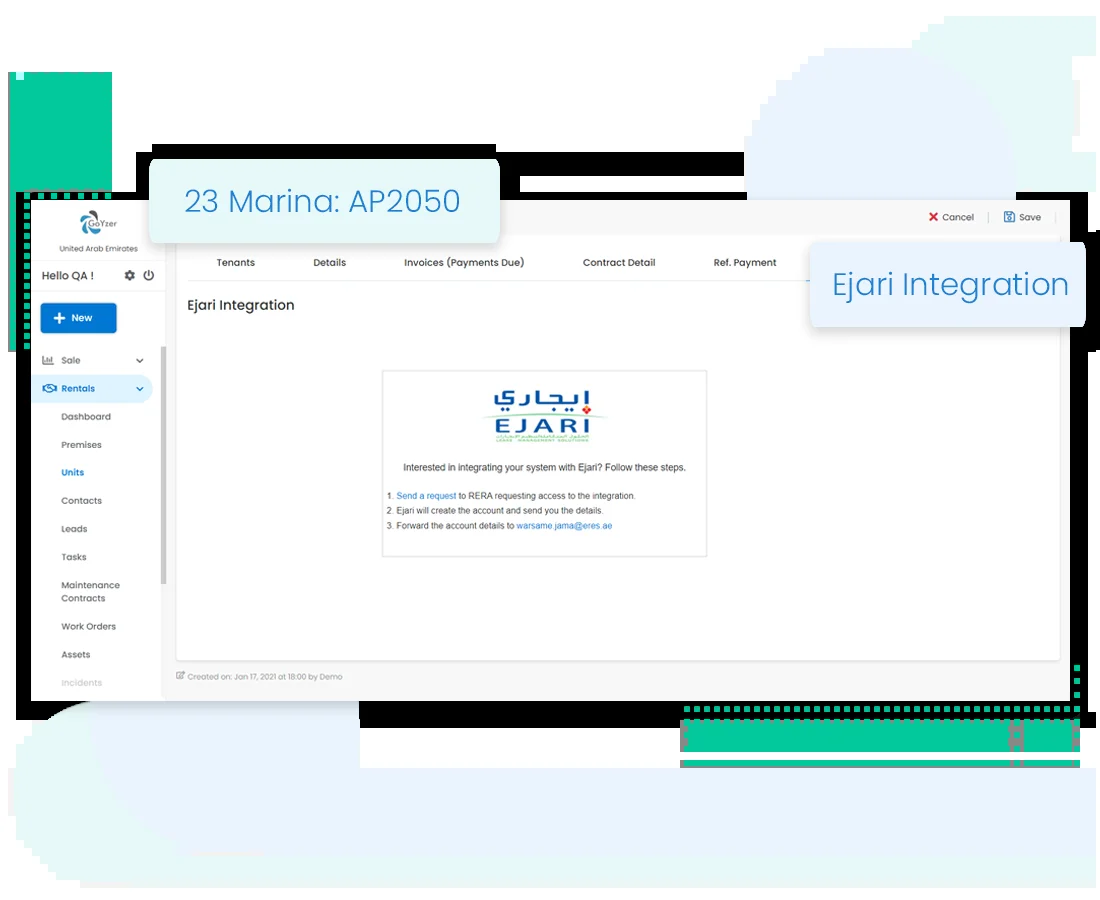 23 Marina: AP2050
GoYzer
United Arab Emirates
Cancel
Save
Hello QA !
Tenants
Details
Invoices (Payments Due)
Contract Detail
Ref. Payment
Ejari Integration
Ejari Integration
New
Sale
Rentals
Dashboard
Premises
Units
Contacts
Leads
Tasks
Maintenance
Contracts
Work Orders
Assets
Incidents
إيجاري
EJARI
LEASE MANAGEMENT SOLUTIONS
Interested in integrating your system with Ejari? Follow these steps.
1. Send a request to RERA requesting access to the integration.
2. Ejari will create the account and send you the details.
3. Forward the account details to warsame.jama@eres.ae
Created on: Jan 17, 2021 at 18:00 by Demo